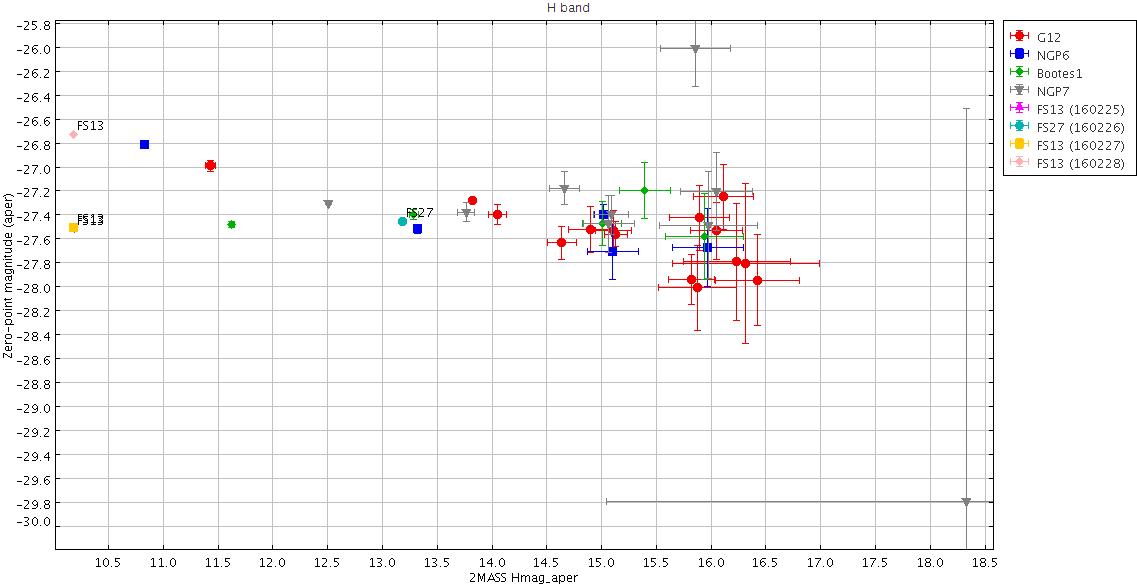 H band
-25.8
-26.0
-26.2
-26.4
-26.6
-26.8
-27.0
-27.2
-27.4
-27.6
-27.8
-28.0
-28.2
-28.4
-28.6
-28.8
-29.0
-29.2
-29.4
-29.6
-29.8
-30.0
Zero-point magnitude (aper)
FS13
FS13
FS13
FS27
10.5 11.0 11.5 12.0 12.5 13.0 13.5 14.0 14.5 15.0 15.5 16.0 16.5 17.0 17.5 18.0 18.5
2MASS Hmag_aper
G12
NGP6
Bootes1
NGP7
FS13 (160225)
FS27 (160226)
FS13 (160227)
FS13 (160228)